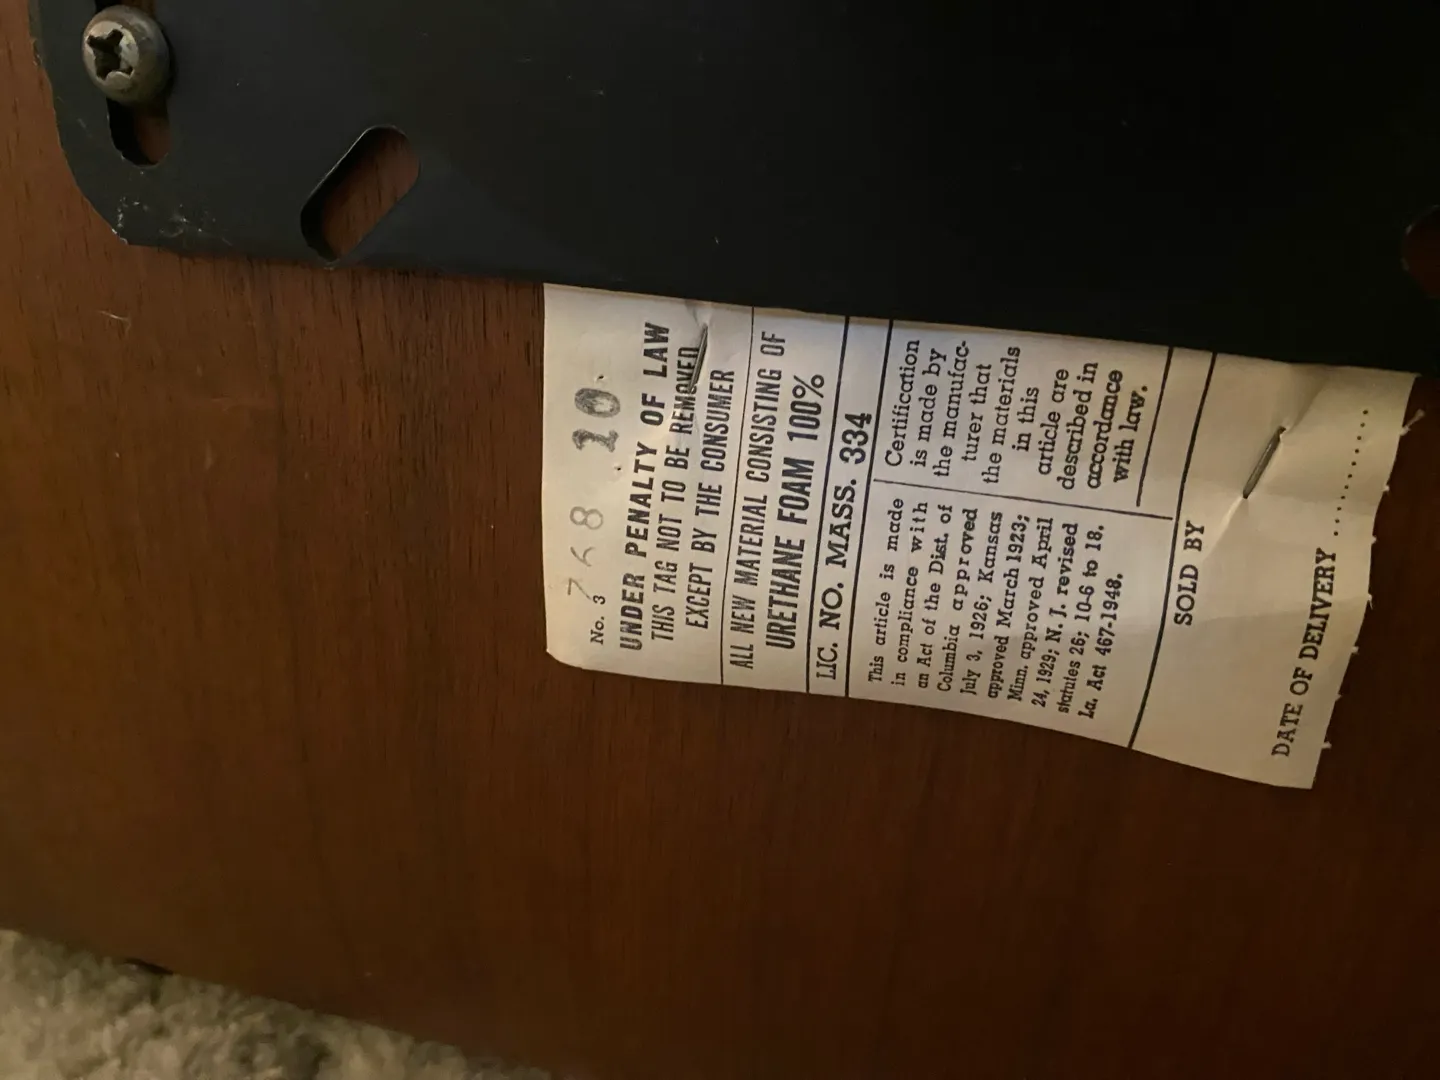 No. 3 768 10
UNDER PENALTY OF LAW
THIS TAG NOT TO BE REMOVED
EXCEPT BY THE CONSUMER
ALL NEW MATERIAL CONSISTING OF
URETHANE FOAM 100%
LIC. NO. MASS. 334
This article is made
in compliance with
an Act of the Dist. of
Columbia approved
July 3, 1926; Kansas
approved March 1923;
Minn. approved April
24, 1929; N. J. revised
statutes 26; 10-6 to 18.
La. Act 467-1948.
Certification
is made by
the manufac-
turer that
the materials
in this
article are
described in
accordance
with law.
SOLD BY
DATE OF DELIVERY ............